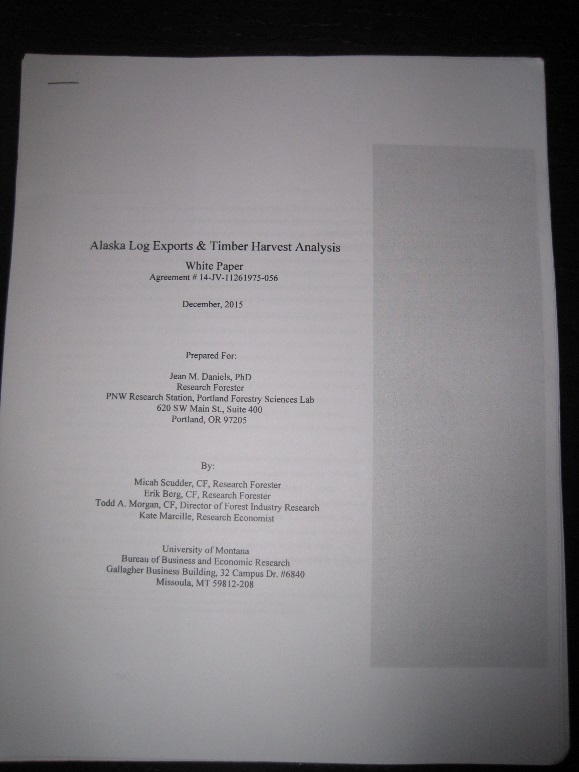 Alaska Log Exports & Timber Harvest Analysis
White Paper
Agreement # 14-JV-11261975-056
December, 2015
Prepared For:
Jean M. Daniels, PhD
Research Forester
PNW Research Station, Portland Forestry Sciences Lab
620 SW Main St., Suite 400
Portland, OR 97205
By:
Micah Scudder, CF, Research Forester
Erik Berg, CF, Research Forester
Todd A. Morgan, CF, Director of Forest Industry Research
Kate Marcille, Research Economist
University of Montana
Bureau of Business and Economic Research
Gallagher Business Building, 32 Campus Dr. #6840
Missoula, MT 59812-208